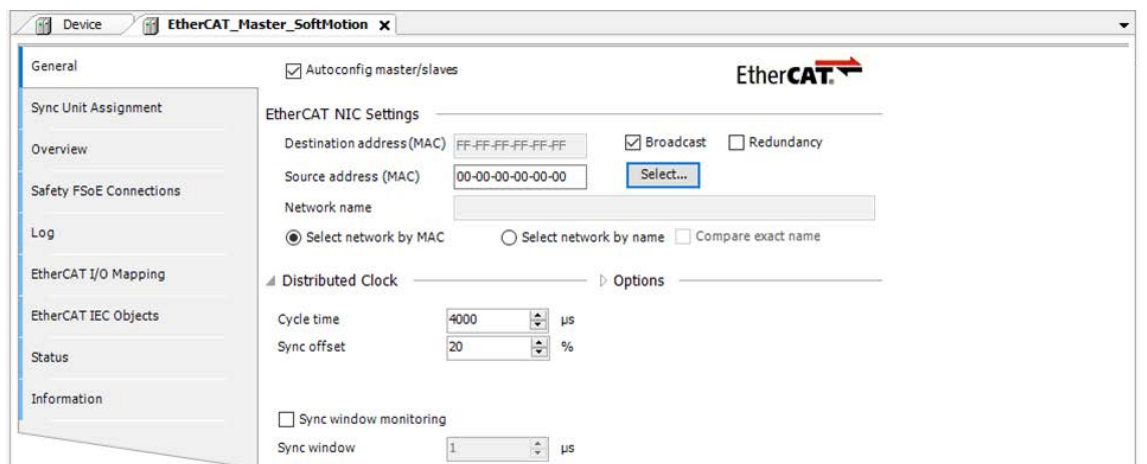 Device EtherCAT_Master_SoftMotion
General
Autoconfig master/slaves
EtherCAT
Sync Unit Assignment
EtherCAT NIC Settings
Overview
Destination address (MAC) FF-FF-FF-FF-FF-FF Broadcast Redundancy
Safety FSoE Connections
Source address (MAC) 00-00-00-00-00-00 Select...
Network name
Log
Select network by MAC Select network by name Compare exact name
EtherCAT I/O Mapping
Distributed Clock Options
EtherCAT IEC Objects
Cycle time 4000 µs
Sync offset 20 %
Status
Information
Sync window monitoring
Sync window 1 µs